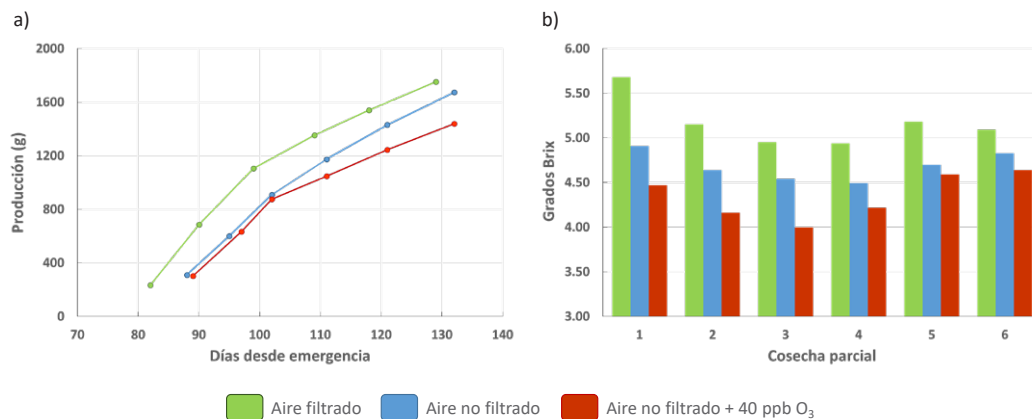 a)
Producción (g)
2000
1600
1200
800
400
0
70 80 90 100 110 120 130 140
Días desde emergencia
b)
Grados Brix
6.00
5.50
5.00
4.50
4.00
3.50
3.00
1 2 3 4 5 6
Cosecha parcial
Aire filtrado Aire no filtrado Aire no filtrado + 40 ppb O₃